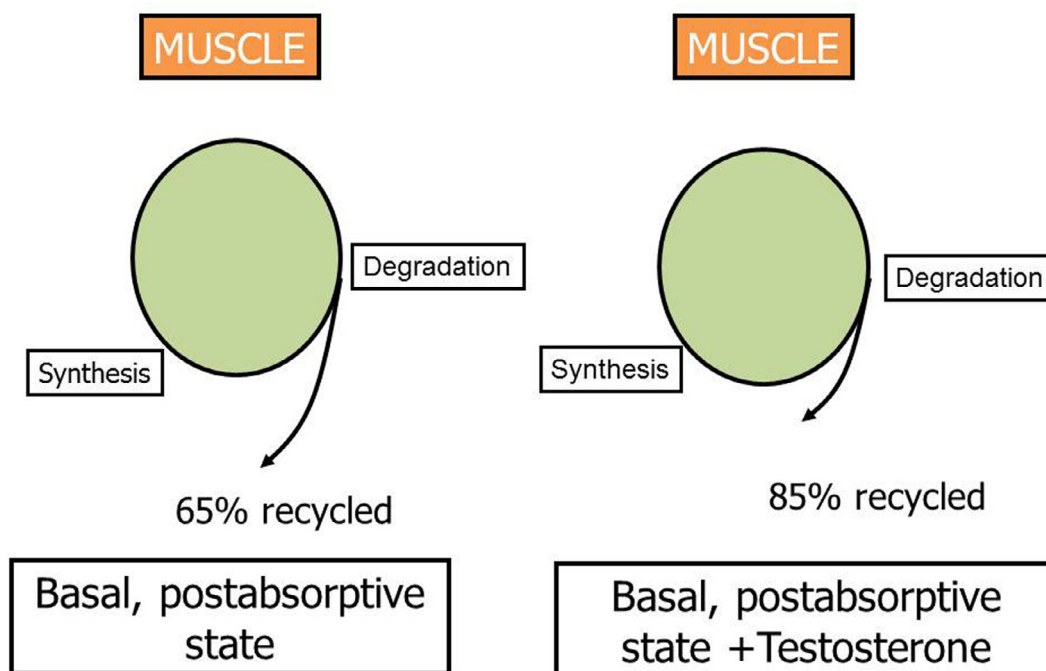 MUSCLE
Degradation
Synthesis
65% recycled
Basal, postabsorptive
state
MUSCLE
Degradation
Synthesis
85% recycled
Basal, postabsorptive
state +Testosterone